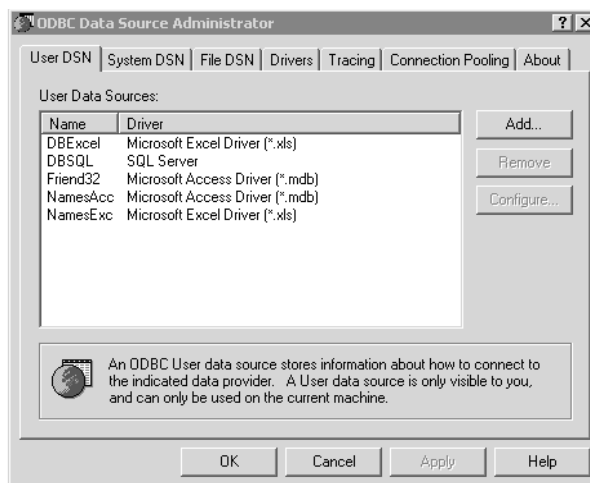 ODBC Data Source Administrator
User DSN System DSN File DSN Drivers Tracing Connection Pooling About
User Data Sources:
Name Driver
DBExcel Microsoft Excel Driver (*.xls)
DBSQL SQL Server
Friend32 Microsoft Access Driver (*.mdb)
NamesAcc Microsoft Access Driver (*.mdb)
NamesExc Microsoft Excel Driver (*.xls)
Add...
Remove
Configure...
An ODBC User data source stores information about how to connect to
the indicated data provider. A User data source is only visible to you,
and can only be used on the current machine.
OK Cancel Apply Help